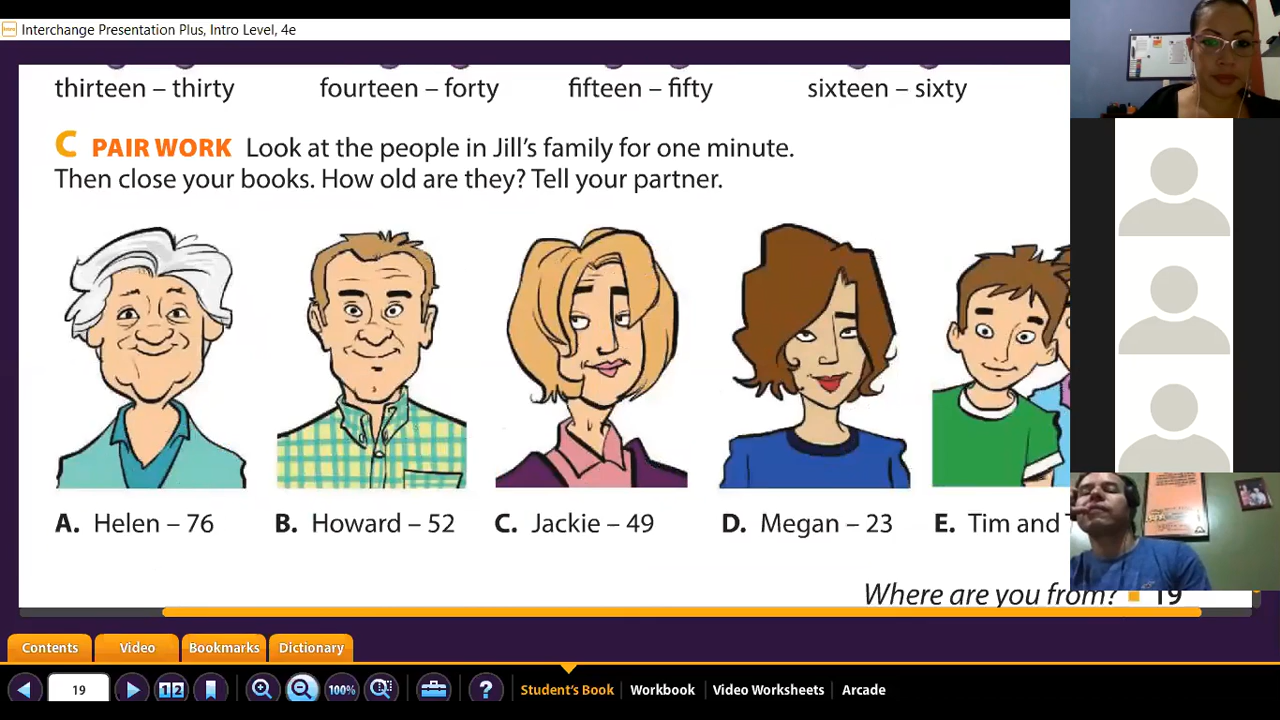 Interchange Presentation Plus, Intro Level, 4e
thirteen – thirty fourteen – forty fifteen – fifty sixteen – sixty
C PAIR WORK Look at the people in Jill's family for one minute.
Then close your books. How old are they? Tell your partner.
A. Helen – 76 B. Howard – 52 C. Jackie – 49 D. Megan – 23 E. Tim and
Where are you from? 19
Contents Video Bookmarks Dictionary
19 1 2 100% ? Student's Book Workbook Video Worksheets Arcade